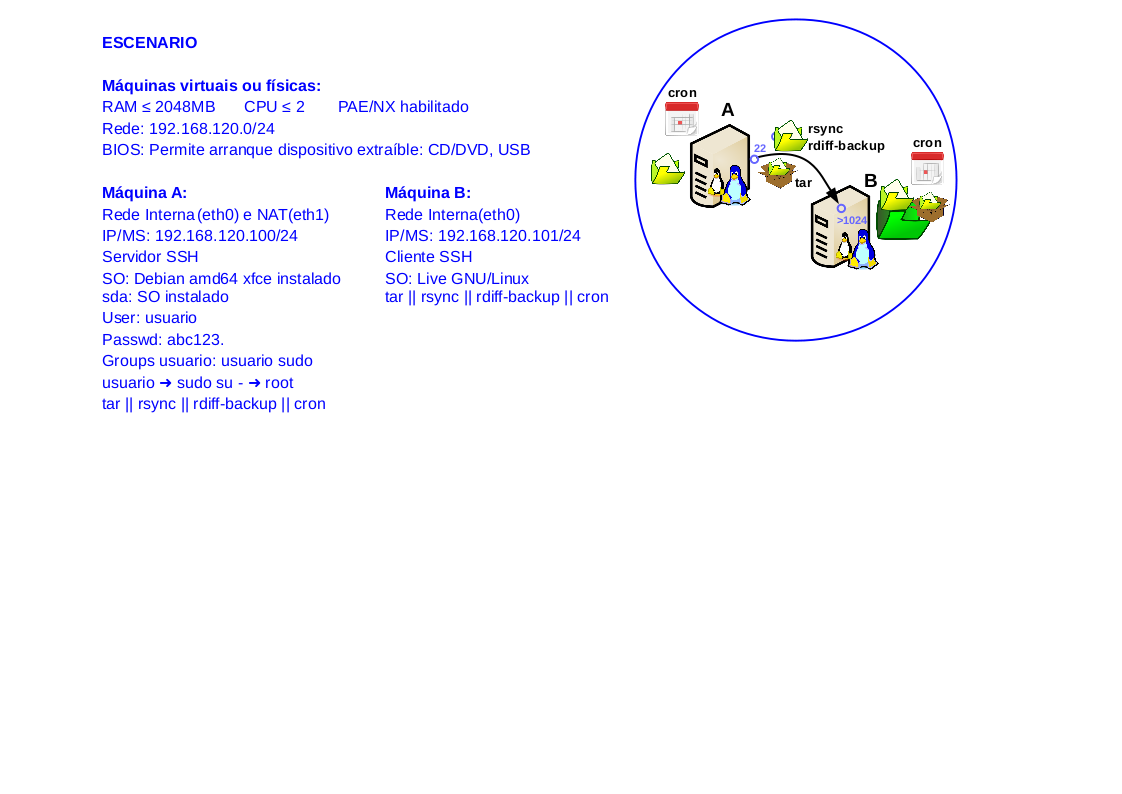 ESCENARIO
Máquinas virtuais ou físicas:
RAM ≤ 2048MB CPU ≤ 2 PAE/NX habilitado
Rede: 192.168.120.0/24
BIOS: Permite arranque dispositivo extraíble: CD/DVD, USB
Máquina A:
Rede Interna(eth0) e NAT(eth1)
IP/MS: 192.168.120.100/24
Servidor SSH
SO: Debian amd64 xfce instalado
sda: SO instalado
User: usuario
Passwd: abc123.
Groups usuario: usuario sudo
usuario ➜ sudo su - ➜ root
tar || rsync || rdiff-backup || cron
Máquina B:
Rede Interna(eth0)
IP/MS: 192.168.120.101/24
Cliente SSH
SO: Live GNU/Linux
tar || rsync || rdiff-backup || cron
cron
A
22
rsync
rdiff-backup
tar
cron
B
>1024